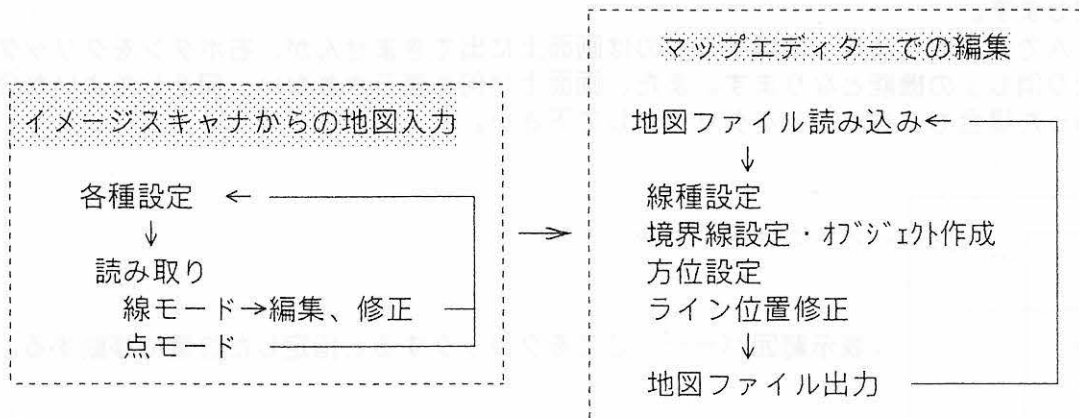 イメージスキャナからの地図入力
各種設定 ←
↓
読み取り
線モード→編集、修正
点モード
→
マップエディターでの編集
地図ファイル読み込み←
↓
線種設定
境界線設定・ｵﾌﾞｼﾞｪｸﾄ作成
方位設定
ライン位置修正
↓
地図ファイル出力